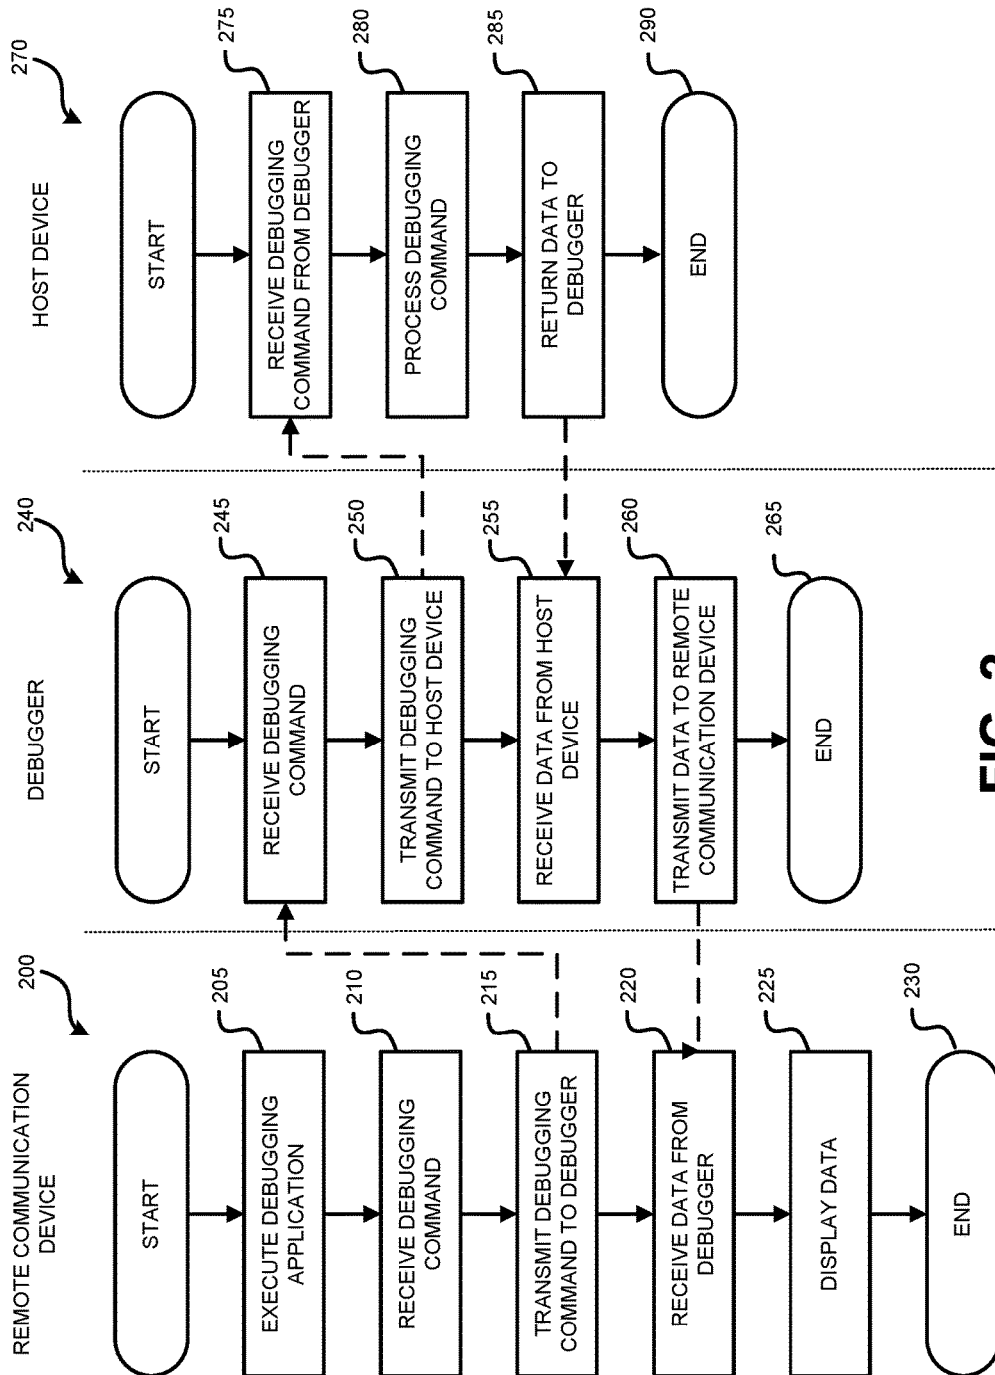 REMOTE COMMUNICATION
DEVICE
200
START
205
EXECUTE DEBUGGING
APPLICATION
210
RECEIVE DEBUGGING
COMMAND
215
TRANSMIT DEBUGGING
COMMAND TO DEBUGGER
220
RECEIVE DATA FROM
DEBUGGER
225
DISPLAY DATA
230
END
DEBUGGER
240
START
245
RECEIVE DEBUGGING
COMMAND
250
TRANSMIT DEBUGGING
COMMAND TO HOST DEVICE
255
RECEIVE DATA FROM HOST
DEVICE
260
TRANSMIT DATA TO REMOTE
COMMUNICATION DEVICE
265
END
HOST DEVICE
270
START
275
RECEIVE DEBUGGING
COMMAND FROM DEBUGGER
280
PROCESS DEBUGGING
COMMAND
285
RETURN DATA TO
DEBUGGER
290
END
FIG.